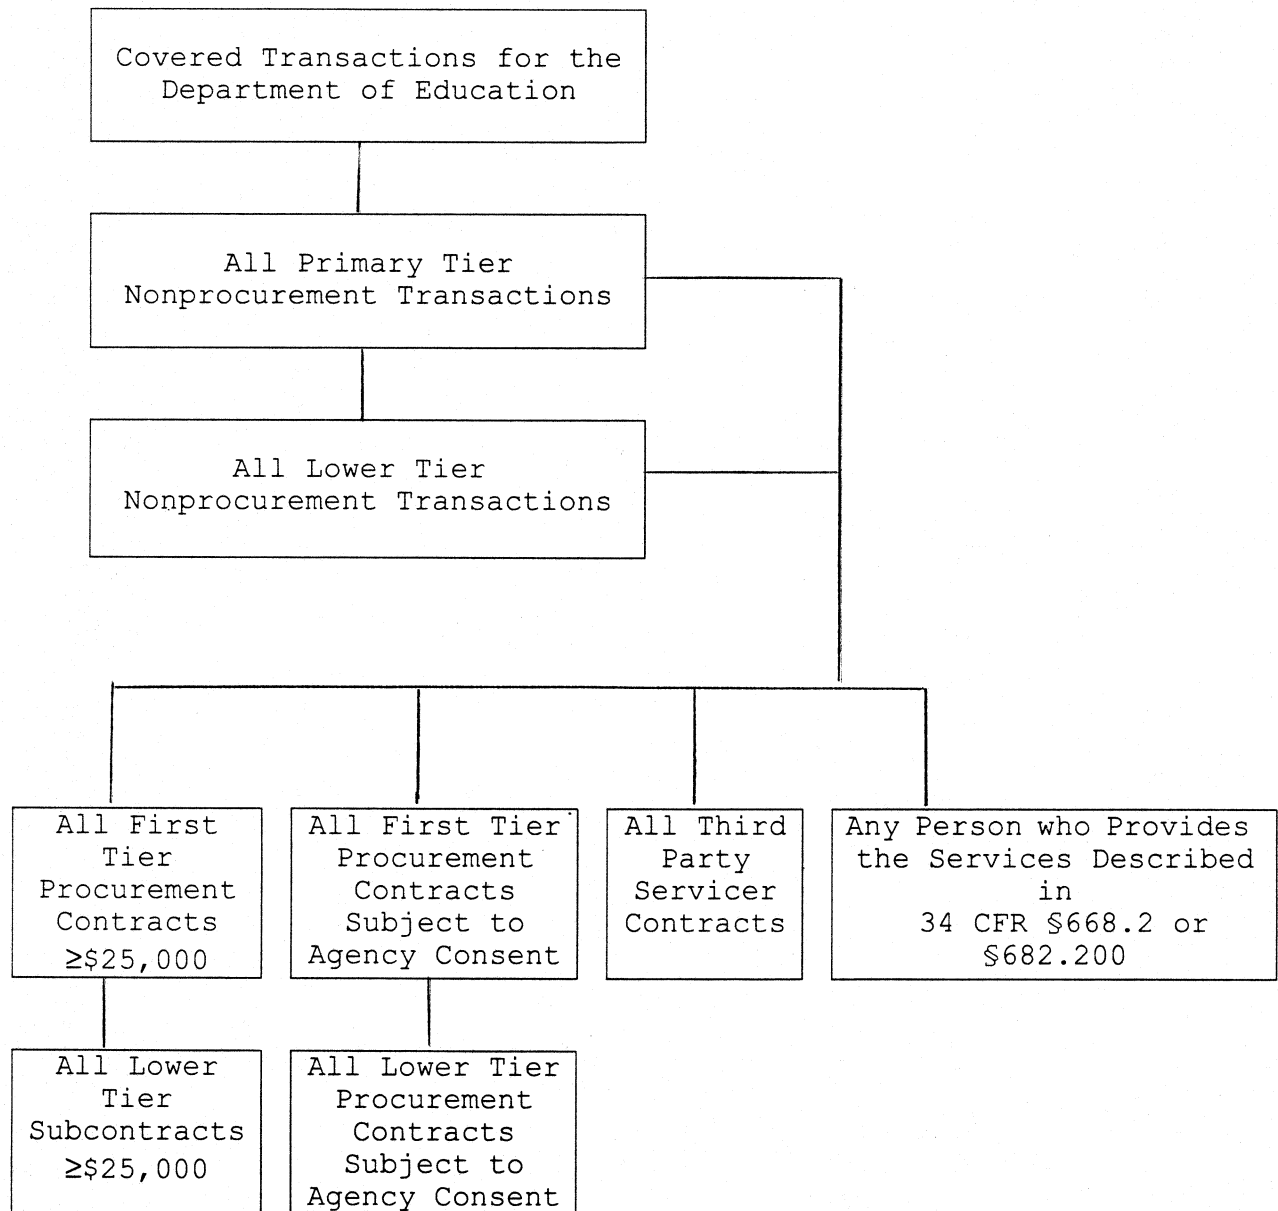 Covered Transactions for the
Department of Education
All Primary Tier
Nonprocurement Transactions
All Lower Tier
Nonprocurement Transactions
All First
Tier
Procurement
Contracts
≥$25,000
All First Tier
Procurement
Contracts
Subject to
Agency Consent
All Third
Party
Servicer
Contracts
Any Person who Provides
the Services Described
in
34 CFR §668.2 or
§682.200
All Lower
Tier
Subcontracts
≥$25,000
All Lower Tier
Procurement
Contracts
Subject to
Agency Consent